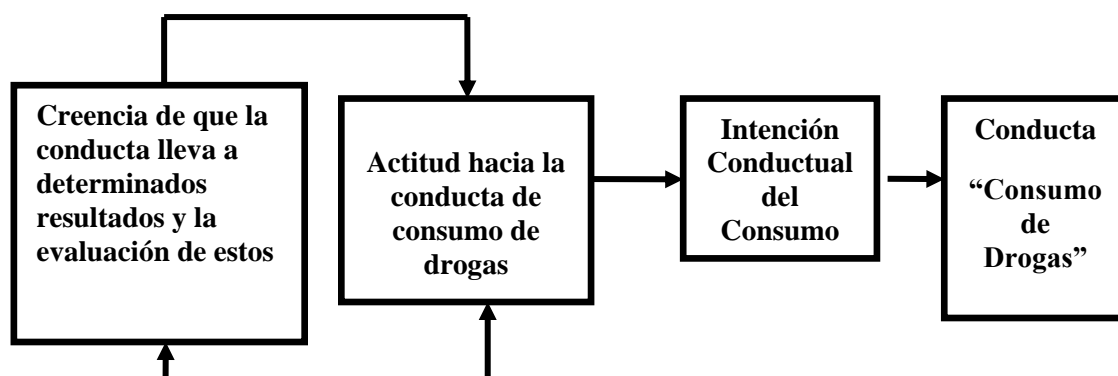 Creencia de que la
conducta lleva a
determinados
resultados y la
evaluación de estos
Actitud hacia la
conducta de
consumo de
drogas
Intención
Conductual
del
Consumo
Conducta
“Consumo
de
Drogas”